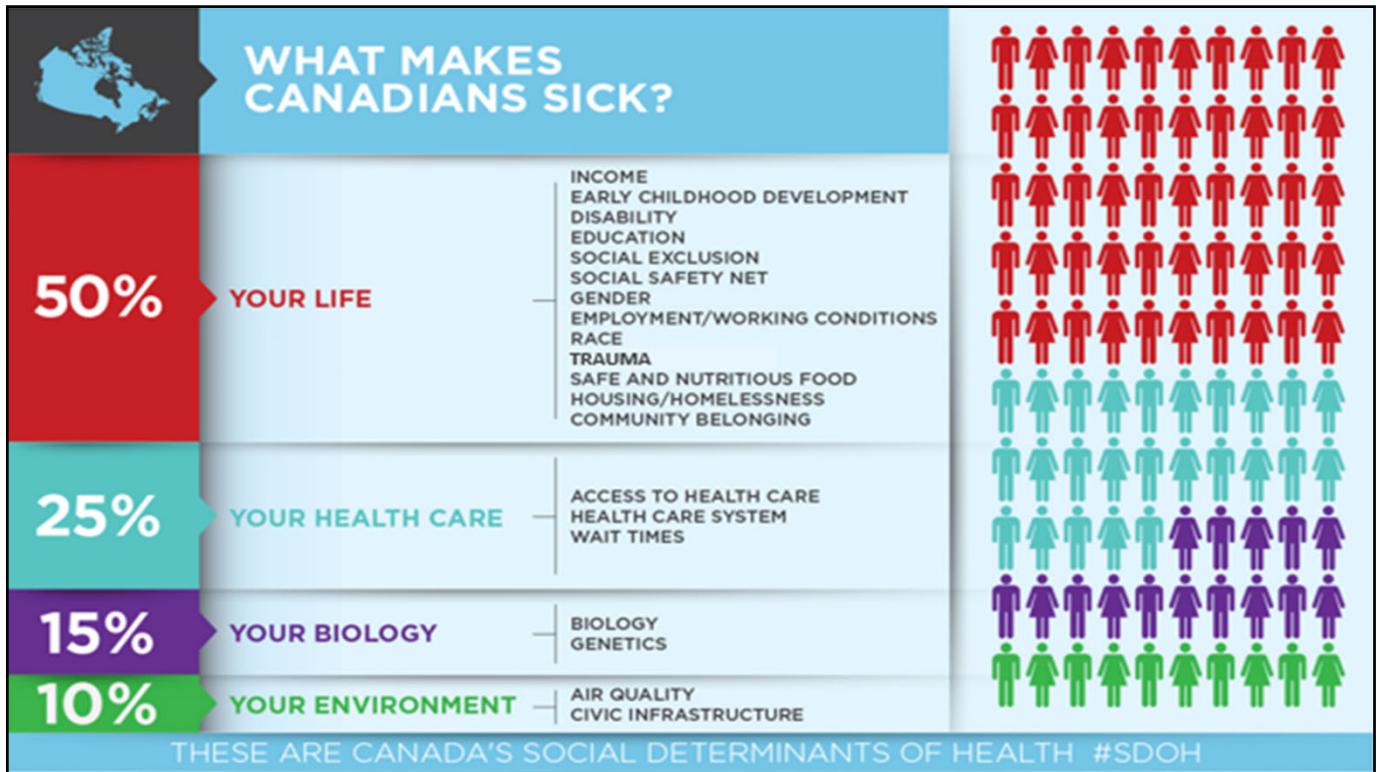 WHAT MAKES
CANADIANS SICK?
50%
YOUR LIFE
INCOME
EARLY CHILDHOOD DEVELOPMENT
DISABILITY
EDUCATION
SOCIAL EXCLUSION
SOCIAL SAFETY NET
GENDER
EMPLOYMENT/WORKING CONDITIONS
RACE
TRAUMA
SAFE AND NUTRITIOUS FOOD
HOUSING/HOMELESSNESS
COMMUNITY BELONGING
25%
YOUR HEALTH CARE
ACCESS TO HEALTH CARE
HEALTH CARE SYSTEM
WAIT TIMES
15%
YOUR BIOLOGY
BIOLOGY
GENETICS
10%
YOUR ENVIRONMENT
AIR QUALITY
CIVIC INFRASTRUCTURE
THESE ARE CANADA'S SOCIAL DETERMINANTS OF HEALTH #SDOH